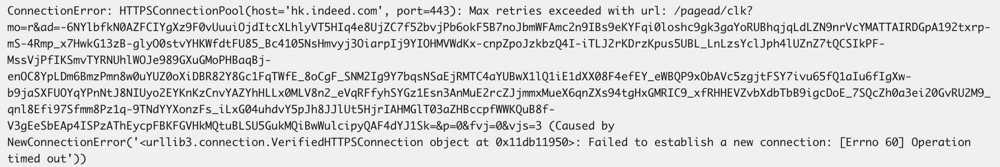 ConnectionError: HTTPSConnectionPool(host='hk.indeed.com', port=443): Max retries exceeded with url: /pagead/clk?
mo=r&ad=-6NYlbfkN0AZFCIYgXz9F0vUuuiOjdItcXLhlyVT5HIq4e8UjZC7f52bvjPb6okF5B7noJbmWFAmc2n9IBs9eKYFqi0loshc9gk3gaYoRUBhqjqLdLZN9nrVcYMATTAIRDGpA192txrp-
mS-4Rmp_x7HwkG13zB-glyO0stvYHKWfdtFU85_Bc4105NsHmvyj3OiarpIj9YIOHMVWdKx-cnpZpoJzkbzQ4I-iTLJ2rKDrzKpus5UBL_LnLzsYclJph4lUZnZ7tQCSIkPF-
MssVjPfIKSmvTYRNUhlWOJe989GXuGMoPHBaqBj-
enOC8YpLDm6BmzPmn8w0uYUZ0oXiDBR82Y8Gc1FqTWfE_8oCgF_SNM2Ig9Y7bqsNSaEjRMTC4aYUBwX1lQ1iE1dXX08F4efEY_eWBQP9xObAVc5zgjtFSY7ivu65fQ1aIu6fIgXw-
b9jaSXFUOYqYPnNtJ8NIUyo2EYKnKzCnvYAZYhHLLx0MLV8n2_eVqRFfyhSYGz1Esn3AnMuE2rcZJjmmxMueX6qnZXs94tgHxGMRIC9_xfRHHEVZvbXdbTbB9igcDoE_7SQcZh0a3ei20GvRU2M9_
qnl8Efi97Sfmm8Pz1q-9TNdYYXonzFs_iLxG04uhdvY5pJh8JJlUt5HjrIAHMGlT03aZHBccpfWWKQuB8f-
V3gEeSbEAp4ISPzAThEycpFBKFGVHkMQtuBLSU5GukMQiBwWulcipyQAF4dYJ1Sk=&p=0&fvj=0&vjs=3 (Caused by
NewConnectionError('<urllib3.connection.VerifiedHTTPSConnection object at 0x11db11950>: Failed to establish a new connection: [Errno 60] Operation
timed out'))